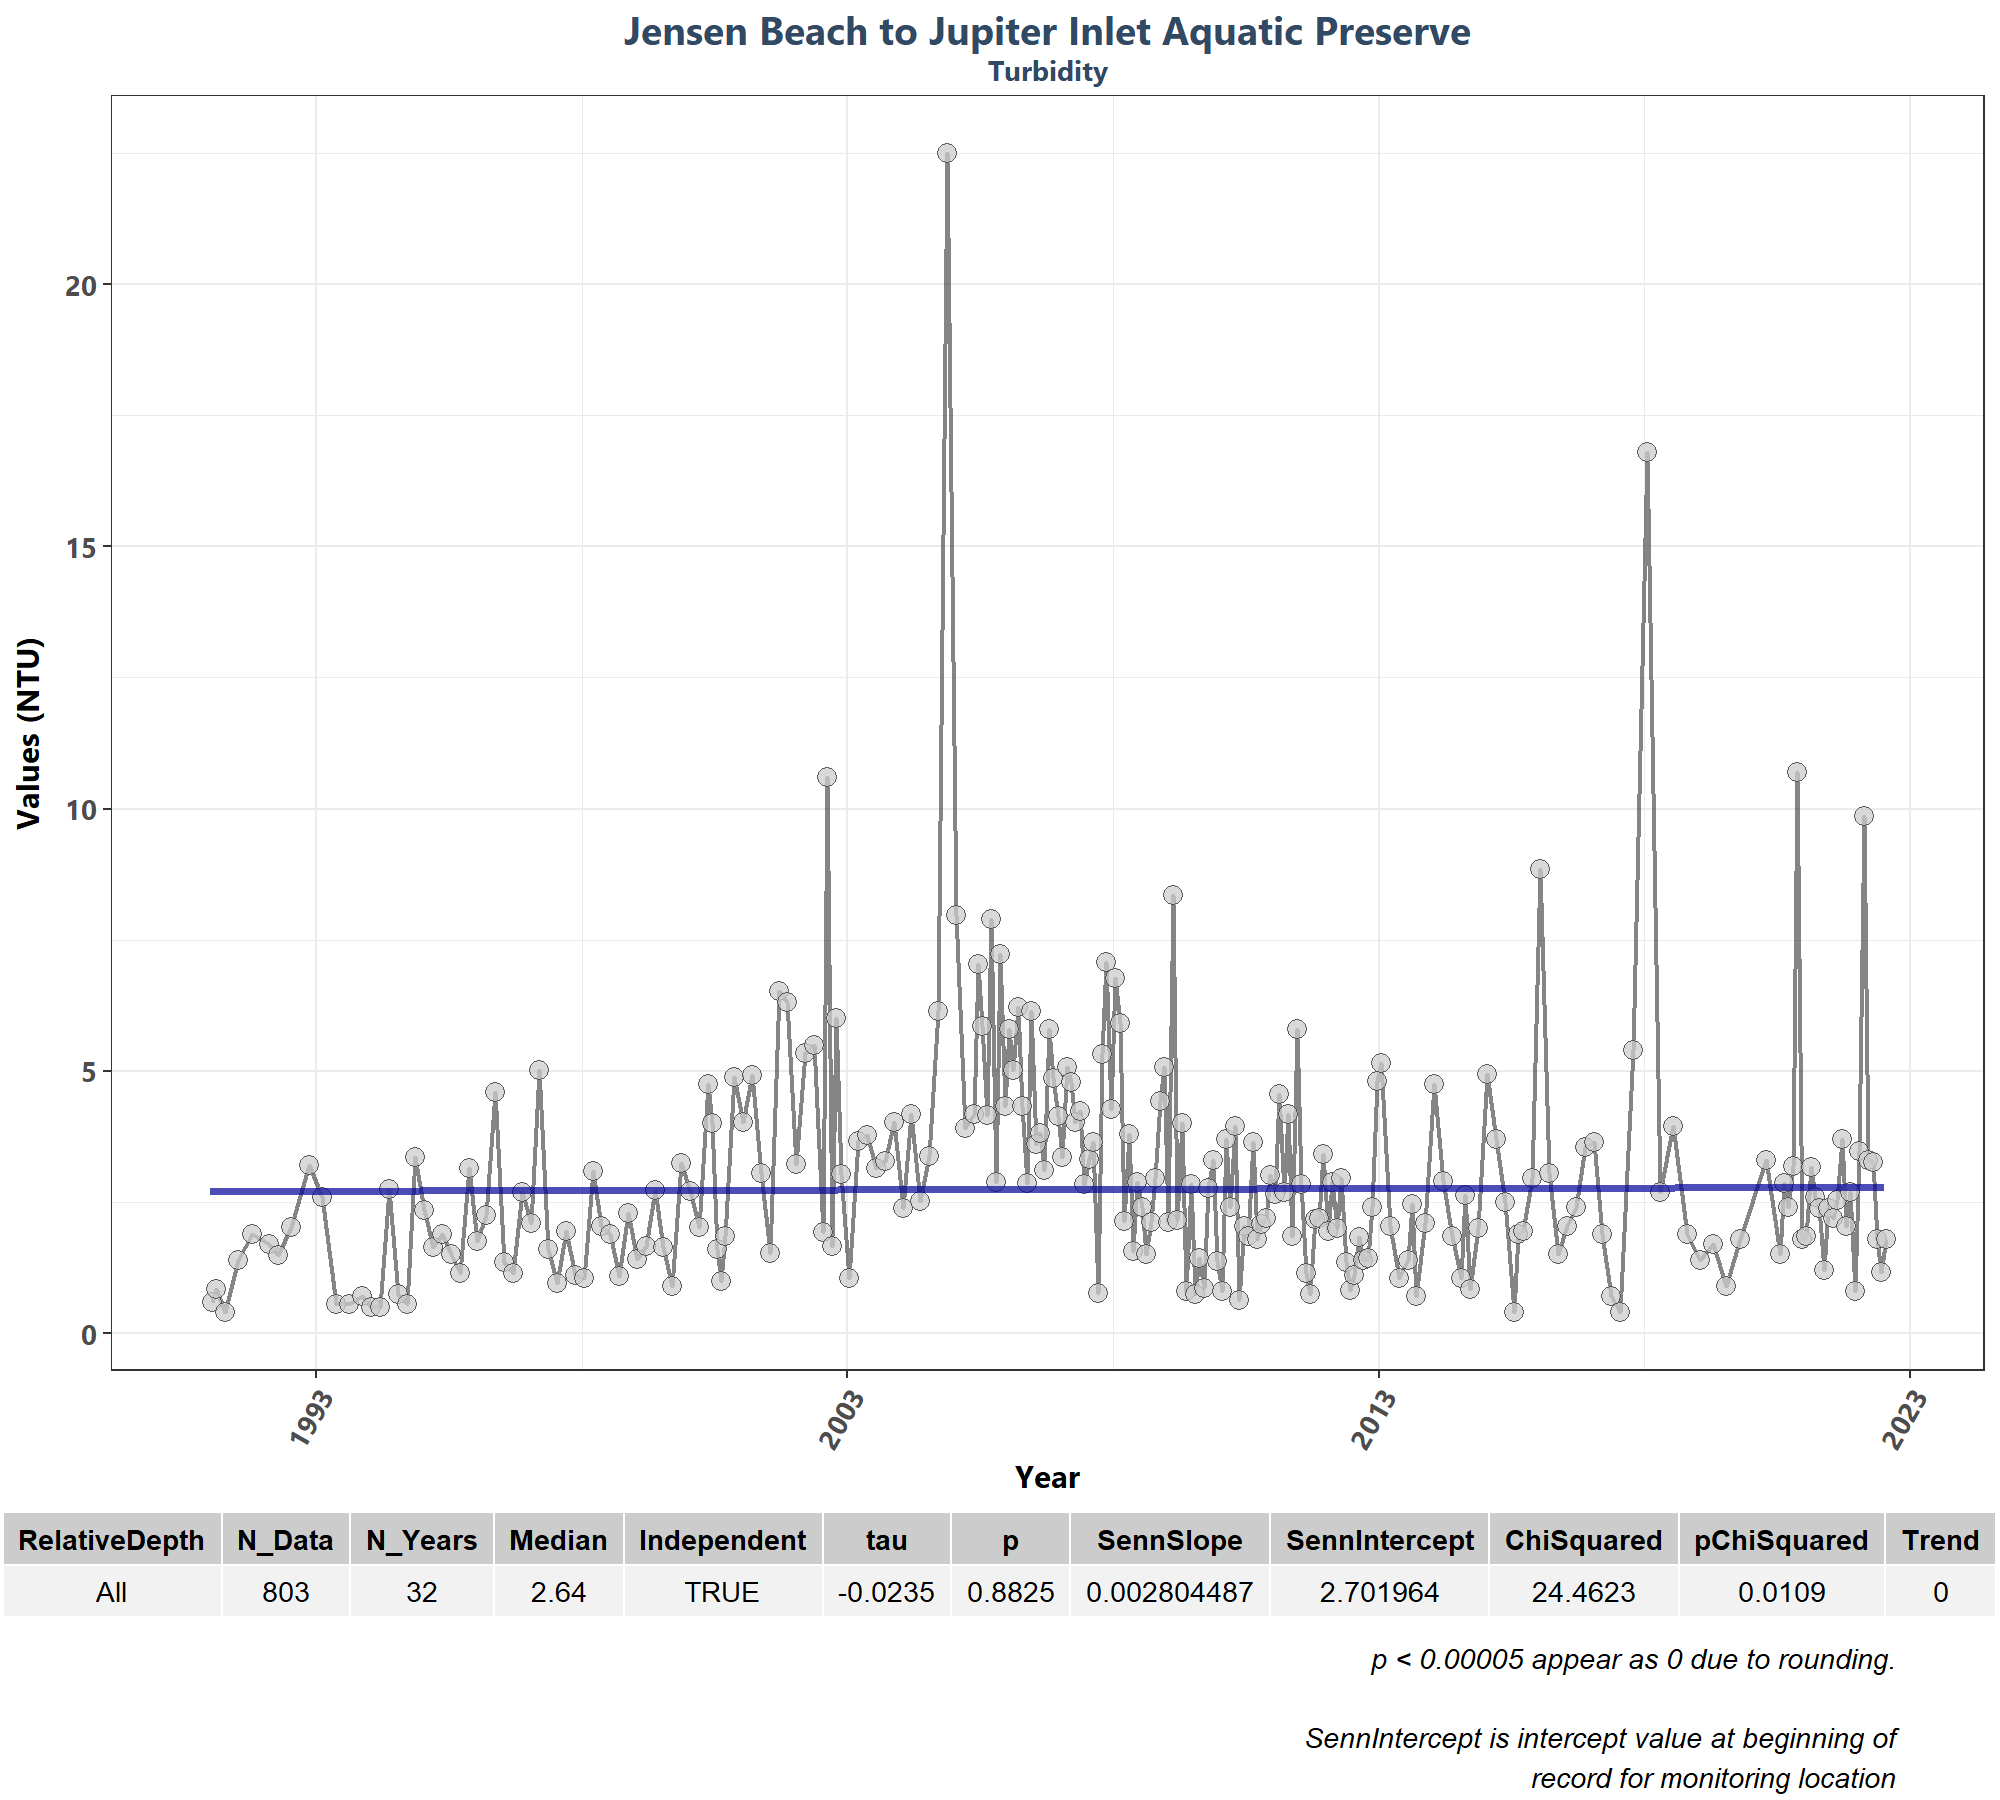 Jensen Beach to Jupiter Inlet Aquatic Preserve
Turbidity
Values (NTU)
20
15
10
5
0
1993
2003
2013
2023
Year
RelativeDepth N_Data N_Years Median Independent tau p SennSlope SennIntercept ChiSquared pChiSquared Trend
All 803 32 2.64 TRUE -0.0235 0.8825 0.002804487 2.701964 24.4623 0.0109 0
p < 0.00005 appear as 0 due to rounding.
SennIntercept is intercept value at beginning of
record for monitoring location